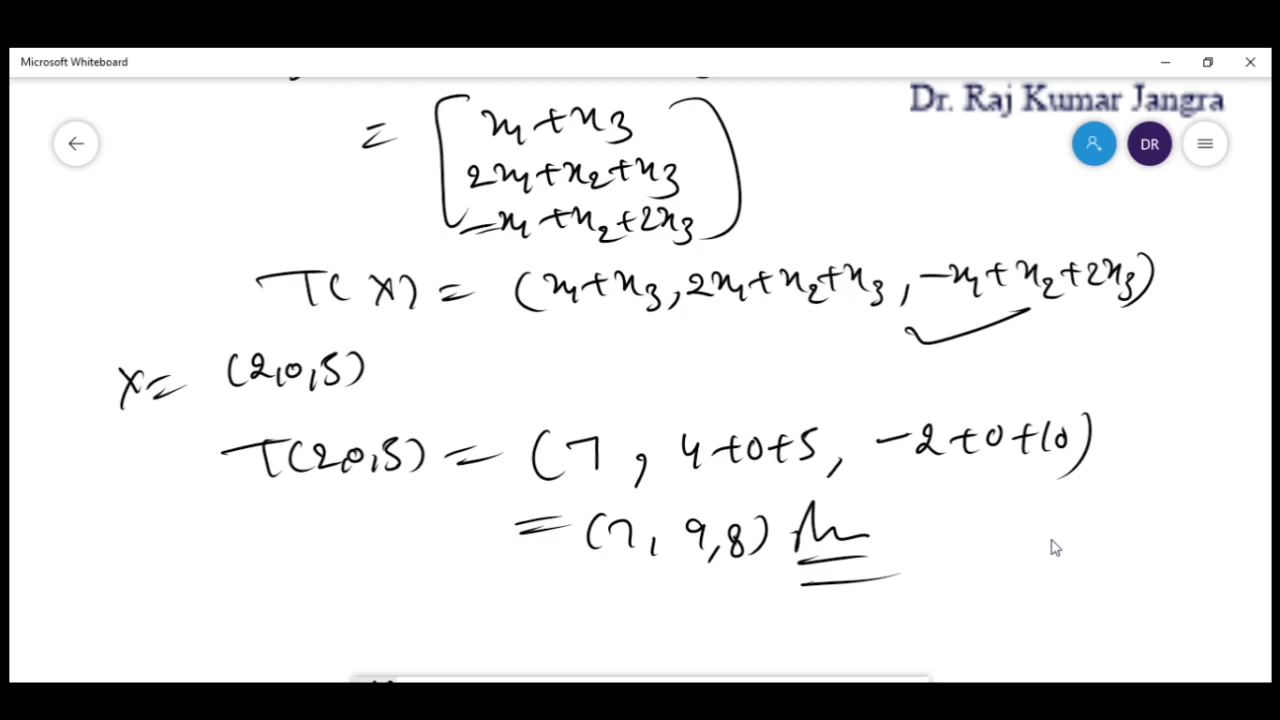 Microsoft Whiteboard
Dr. Raj Kumar Jangra
DR
= [x₁+x₃
2x₁+x₂+x₃
-x₁+x₂+2x₃]
T(X) = (x₁+x₃, 2x₁+x₂+x₃, -x₁+x₂+2x₃)
X= (2,0,5)
T(2,0,5) = (7, 4+0+5, -2+0+10)
= (7, 9,8)